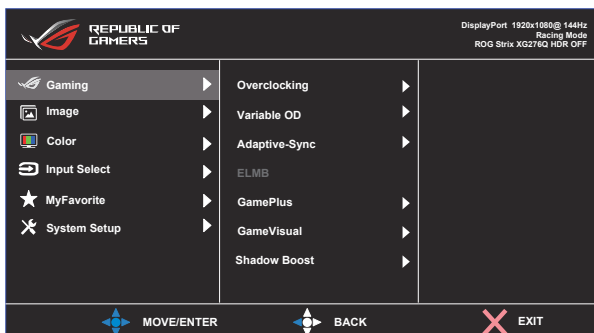 REPUBLIC OF
GAMERS
DisplayPort 1920x1080@ 144Hz
Racing Mode
ROG Strix XG276Q HDR OFF
Gaming
Image
Color
Input Select
MyFavorite
System Setup
Overclocking
Variable OD
Adaptive-Sync
ELMB
GamePlus
GameVisual
Shadow Boost
MOVE/ENTER
BACK
EXIT